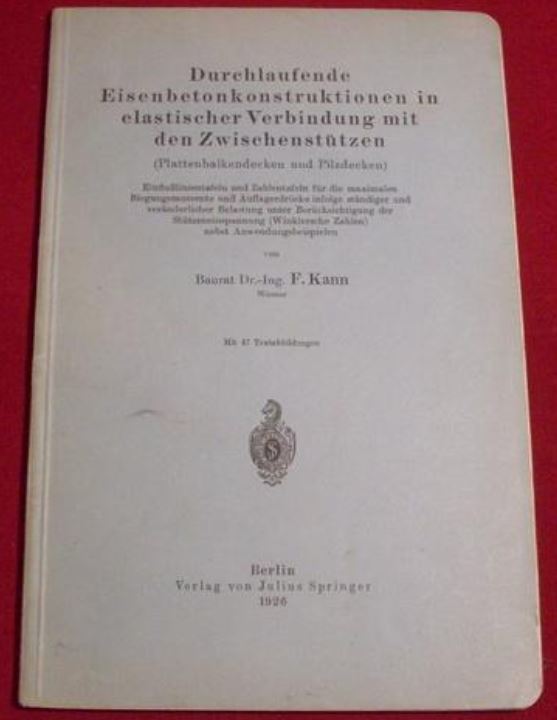 Durchlaufende
Eisenbetonkonstruktionen in
elastischer Verbindung mit
den Zwischenstützen
(Plattenbalkendecken und Pilzdecken)
Einflußlinientafeln und Zahlentafeln für die maximalen
Biegungsmomente und Auflagerdrücke infolge ständiger und
veränderlicher Belastung unter Berücksichtigung der
Stützeneinspannung (Winklersche Zahlen)
nebst Anwendungsbeispielen
von
Baurat Dr.-Ing. F. Kann
Wismar
Mit 47 Textabbildungen
S
Berlin
Verlag von Julius Springer
1926